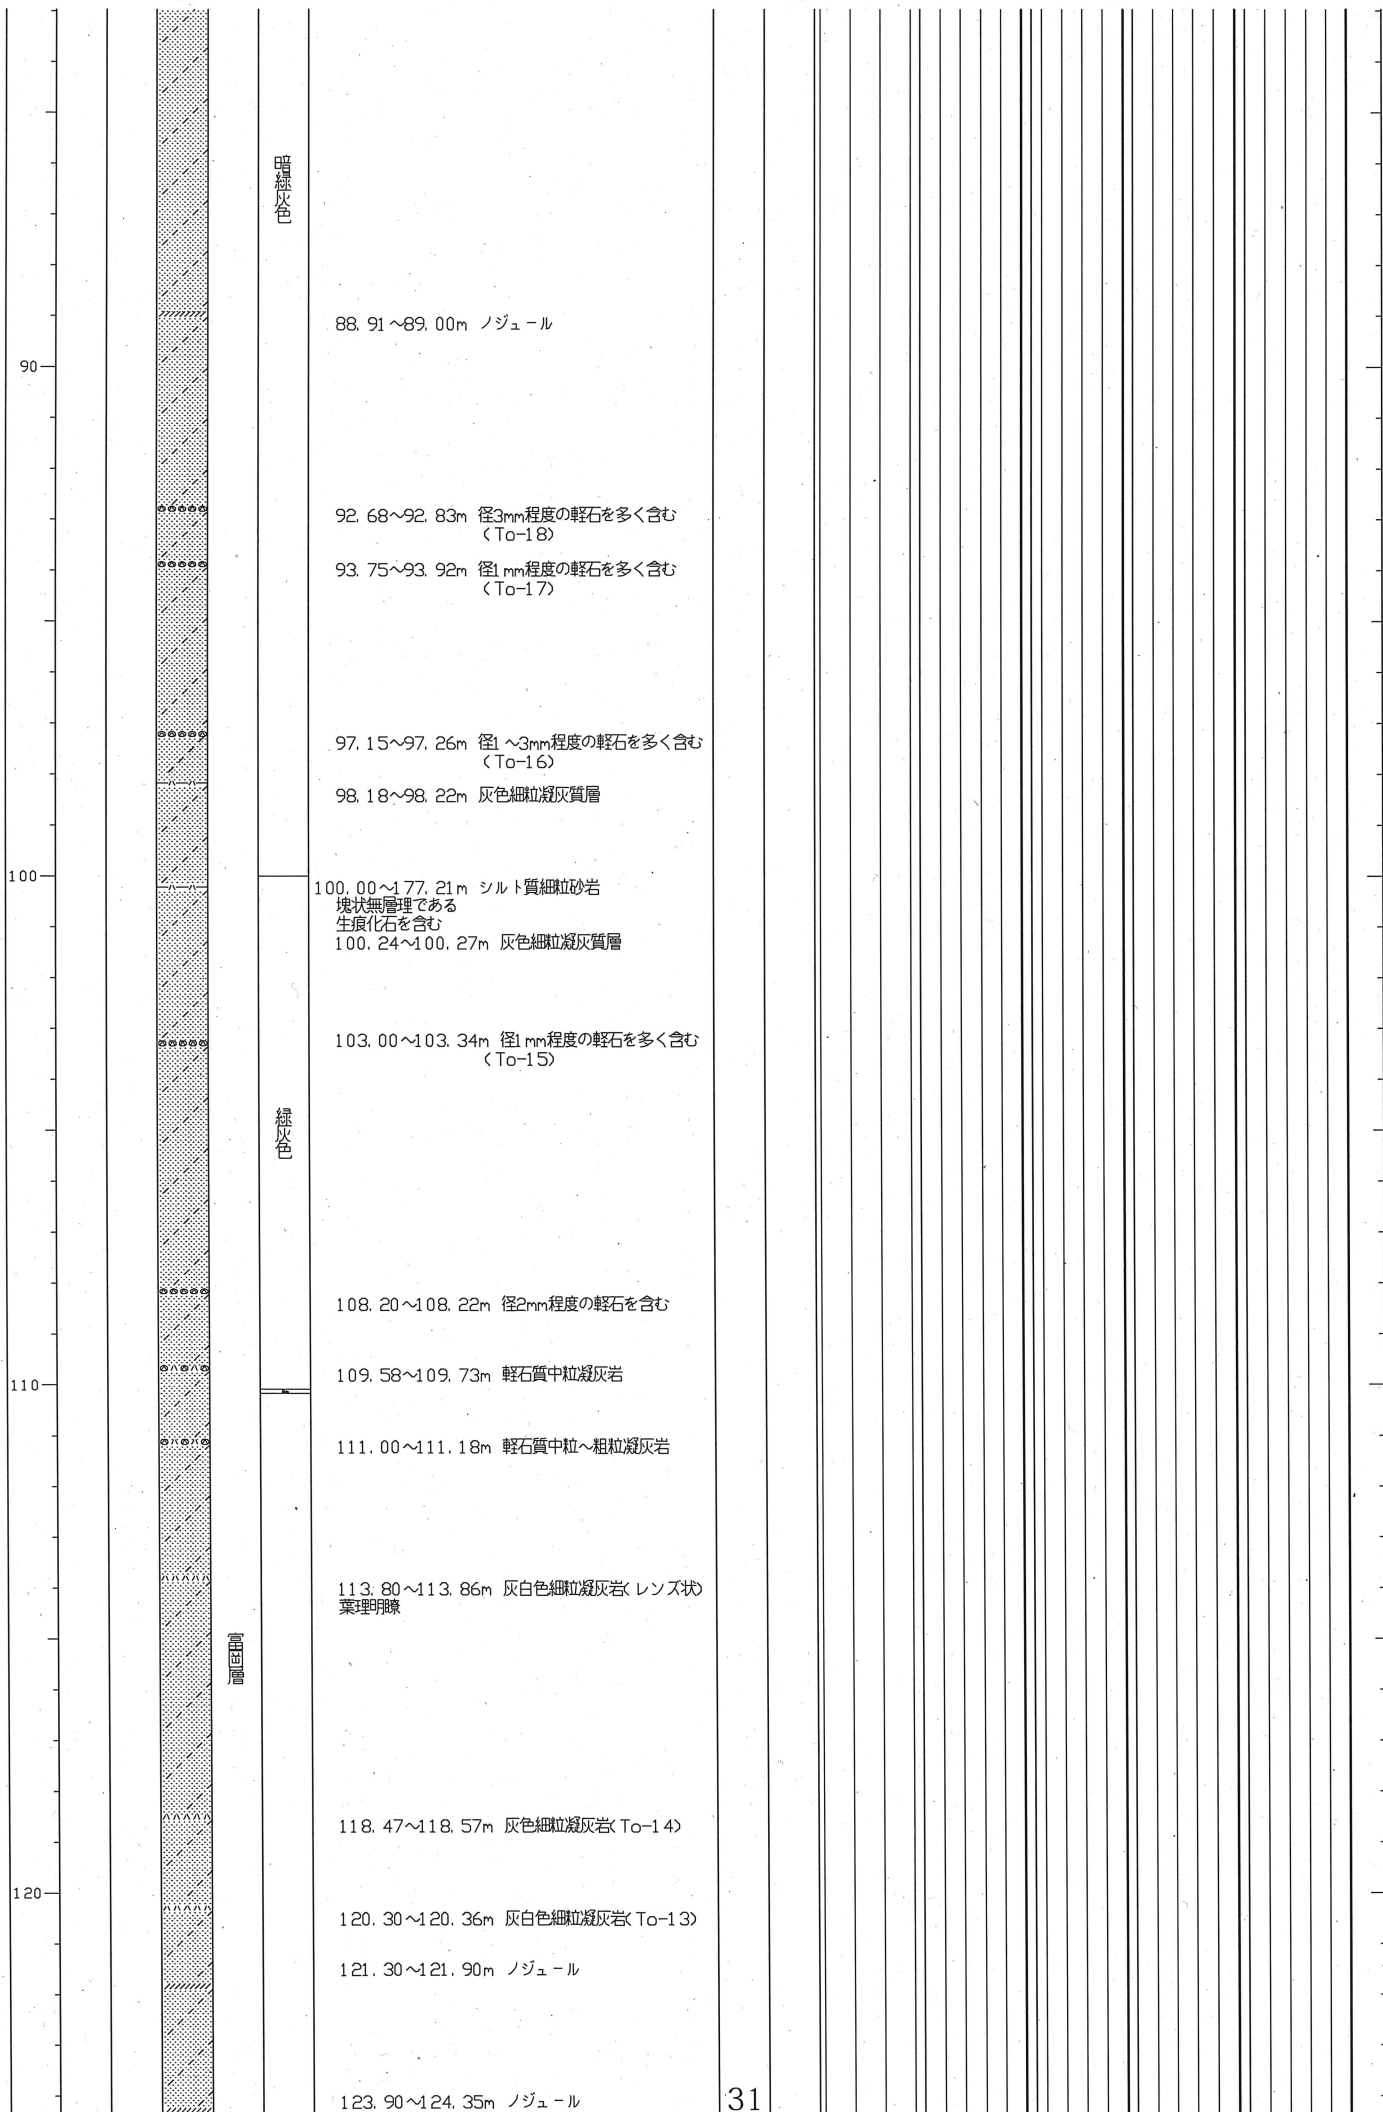 暗緑灰色
88.91~89.00m ノジュール
90
92.68~92.83m 径3mm程度の軽石を多く含む
(To-18)
93.75~93.92m 径1mm程度の軽石を多く含む
(To-17)
97.15~97.26m 径1~3mm程度の軽石を多く含む
(To-16)
98.18~98.22m 灰色細粒凝灰質層
100
100.00~177.21m シルト質細粒砂岩
塊状無層理である
生痕化石を含む
100.24~100.27m 灰色細粒凝灰質層
103.00~103.34m 径1mm程度の軽石を多く含む
(To-15)
緑灰色
108.20~108.22m 径2mm程度の軽石を含む
109.58~109.73m 軽石質中粒凝灰岩
110
111.00~111.18m 軽石質中粒~粗粒凝灰岩
113.80~113.86m 灰白色細粒凝灰岩(レンズ状)
葉理明瞭
富岡層
118.47~118.57m 灰色細粒凝灰岩(To-14)
120
120.30~120.36m 灰白色細粒凝灰岩(To-13)
121.30~121.90m ノジュール
123.90~124.35m ノジュール
31